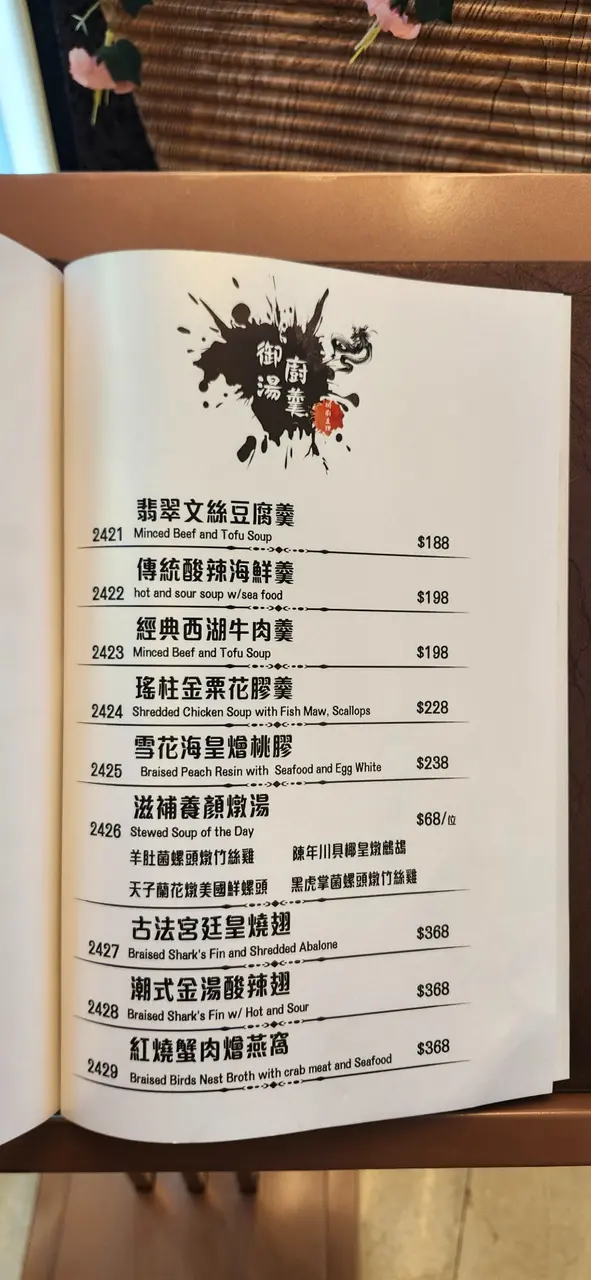 御廚
湯羹
翡翠文絲豆腐羹
2421 Minced Beef and Tofu Soup $188
傳統酸辣海鮮羹
2422 hot and sour soup w/sea food $198
經典西湖牛肉羹
2423 Minced Beef and Tofu Soup $198
瑤柱金粟花膠羹
2424 Shredded Chicken Soup with Fish Maw, Scallops $228
雪花海皇燴桃膠
2425 Braised Peach Resin with Seafood and Egg White $238
滋補養顏燉湯
2426 Stewed Soup of the Day $68/位
羊肚菌螺頭燉竹絲雞 陳年川貝椰皇燉鷓鴣
天子蘭花燉美國鮮螺頭 黑虎掌菌螺頭燉竹絲雞
古法宮廷皇燒翅
2427 Braised Shark's Fin and Shredded Abalone $368
潮式金湯酸辣翅
2428 Braised Shark's Fin w/ Hot and Sour $368
紅燒蟹肉燴燕窩
2429 Braised Birds Nest Broth with crab meat and Seafood $368